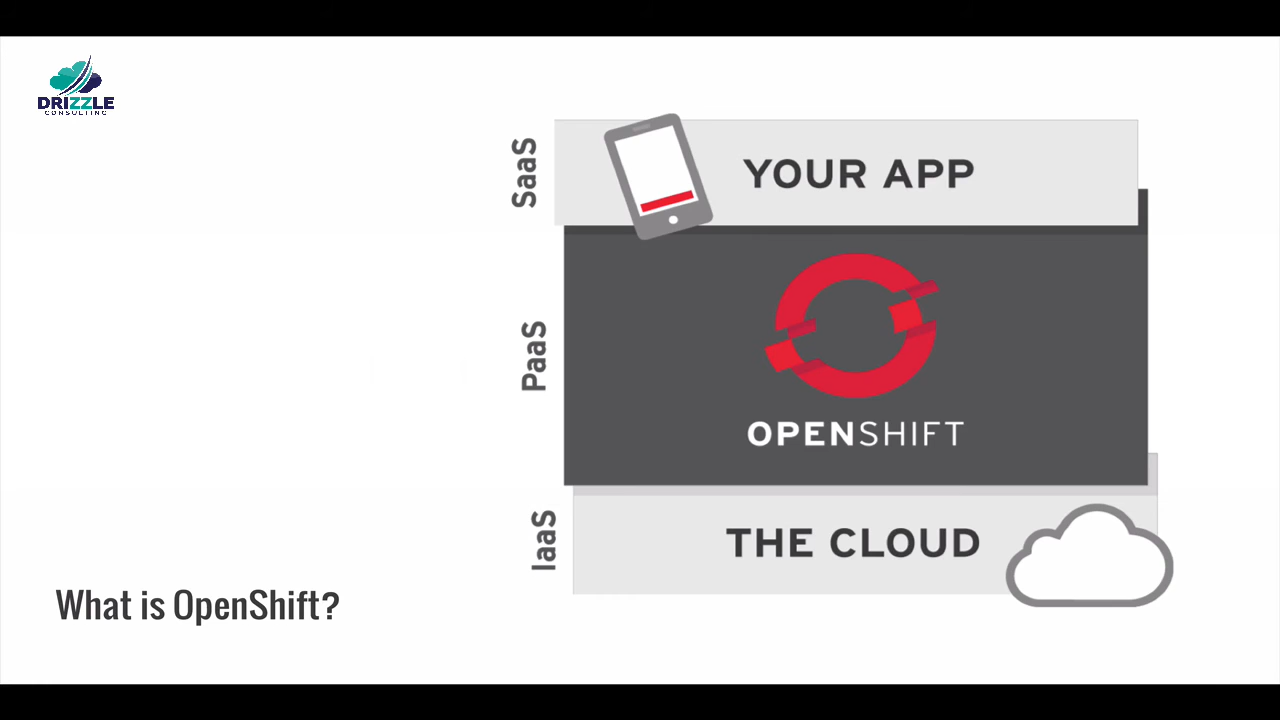 DRIZZLE
CONSULTING
SaaS
YOUR APP
PaaS
OPENSHIFT
IaaS
THE CLOUD
What is OpenShift?